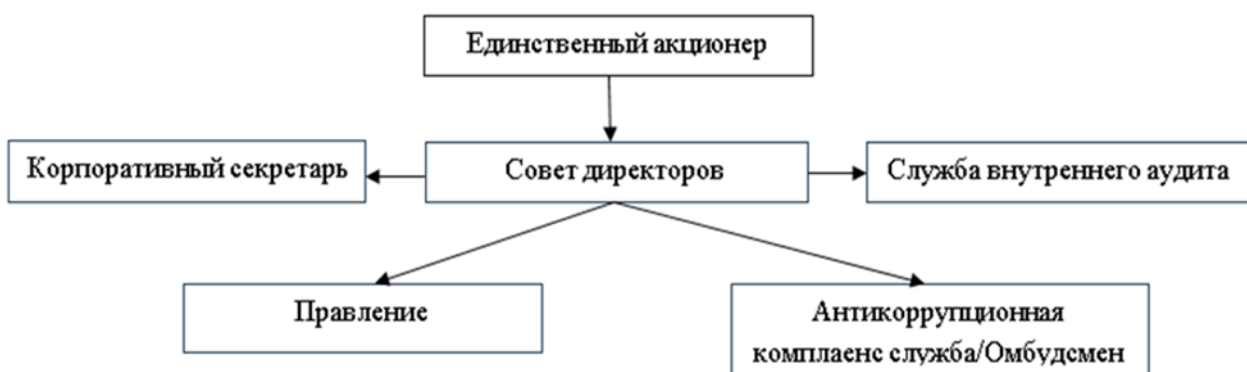 Единственный акционер
Корпоративный секретарь
Совет директоров
Служба внутреннего аудита
Правление
Антикоррупционная
комплаенс служба/Омбудсмен